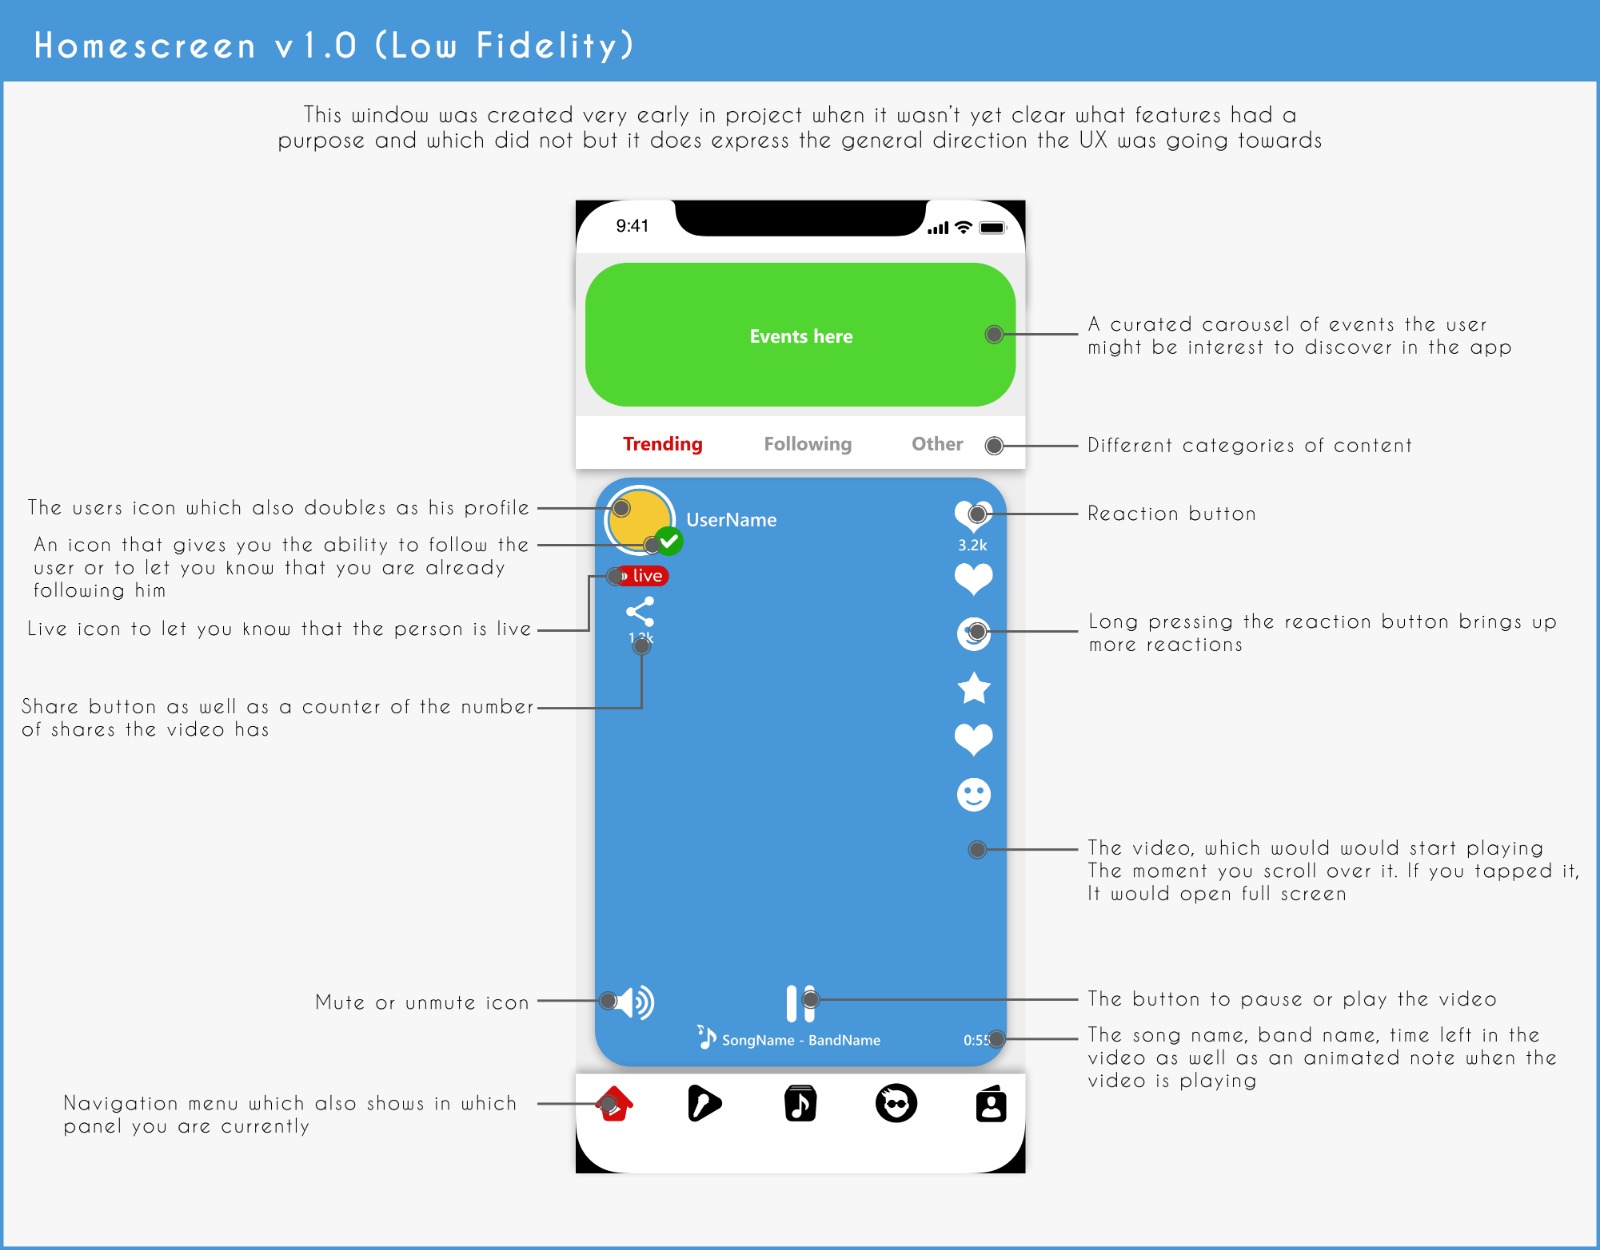 Homescreen v1.0 (Low Fidelity)
This window was created very early in project when it wasn't yet clear what features had a
purpose and which did not but it does express the general direction the UX was going towards
9:41
Events here
A curated carousel of events the user
might be interest to discover in the app
Trending Following Other
Different categories of content
The users icon which also doubles as his profile
UserName
Reaction button
3.2k
An icon that gives you the ability to follow the
user or to let you know that you are already
following him
live
Live icon to let you know that the person is live
Long pressing the reaction button brings up
more reactions
Share button as well as a counter of the number
of shares the video has
The video, which would would start playing
The moment you scroll over it. If you tapped it,
It would open full screen
Mute or unmute icon
The button to pause or play the video
SongName - BandName
0:55
The song name, band name, time left in the
video as well as an animated note when the
video is playing
Navigation menu which also shows in which
panel you are currently